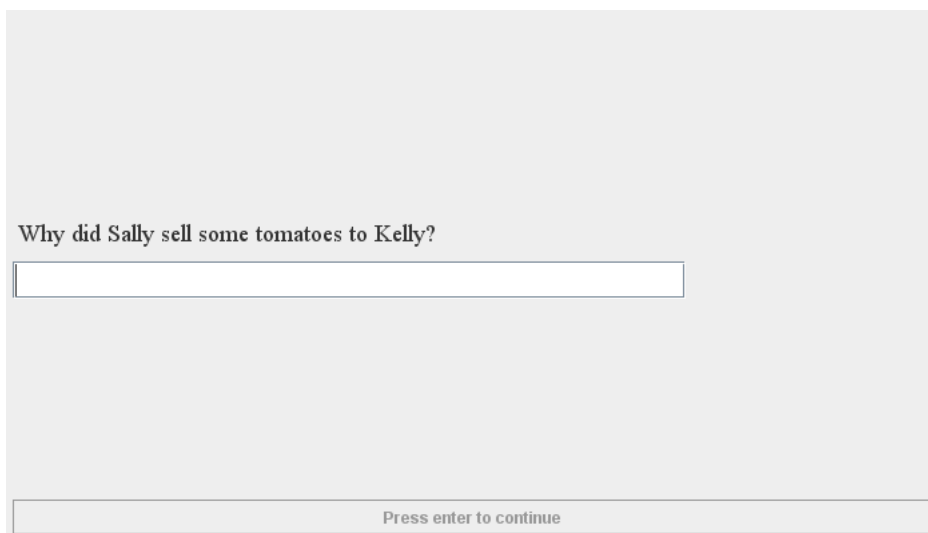 Why did Sally sell some tomatoes to Kelly?
Press enter to continue